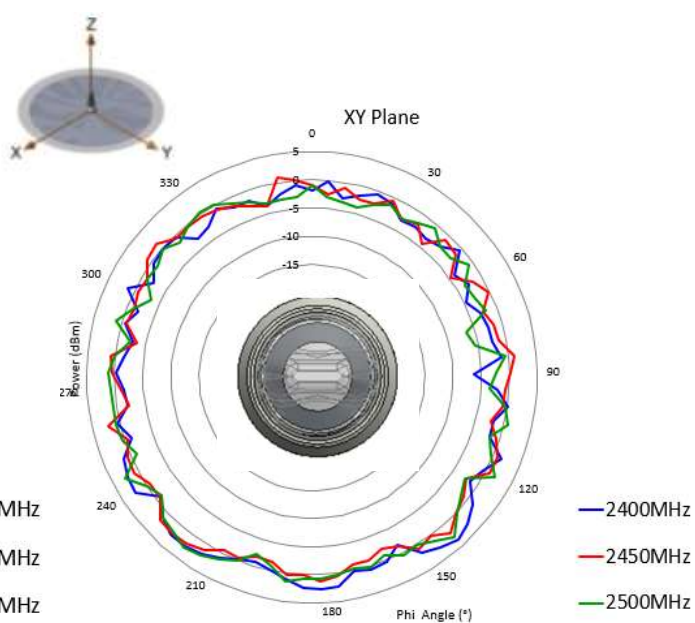 Z
X
Y
XY Plane
0
5
0
-5
-10
-15
30
60
90
120
150
180
210
240
270
300
330
Power (dBm)
Phi Angle (°)
MHz
MHz
MHz
2400MHz
2450MHz
2500MHz